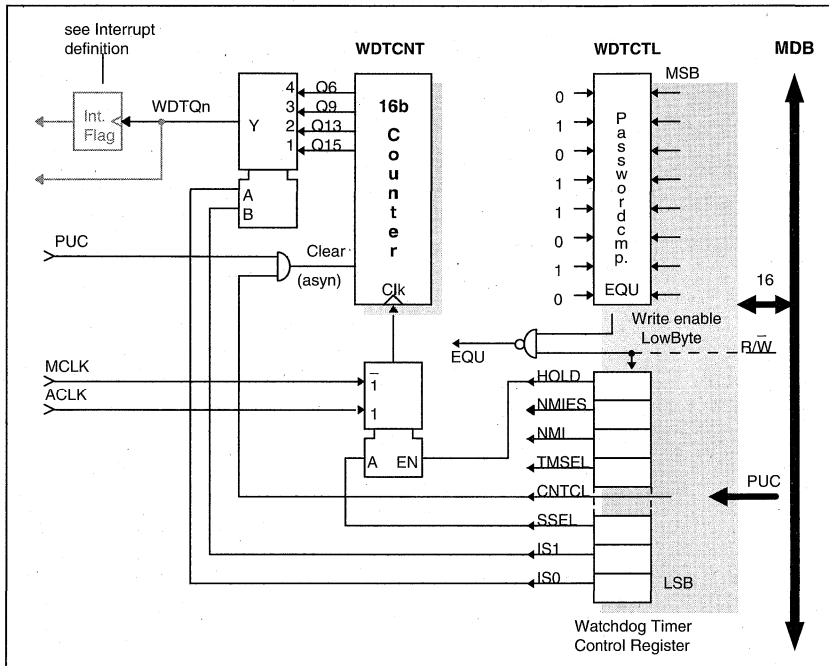 see Interrupt
definition
WDTCNT
WDTCTL
MDB
MSB
Int.
Flag
WDTQn
Y
4
3
2
1
Q6
Q9
Q13
Q15
16b
Counter
Clk
A
B
PUC
Clear
(asyn)
0
1
0
1
1
0
1
0
Passwordcmp.
EQU
16
Write enable
LowByte
R/W̅
EQU
MCLK
ACLK
1̅
1
A EN
HOLD
NMIES
NMI
TMSEL
CNTCL
SSEL
IS1
IS0
PUC
LSB
Watchdog Timer
Control Register